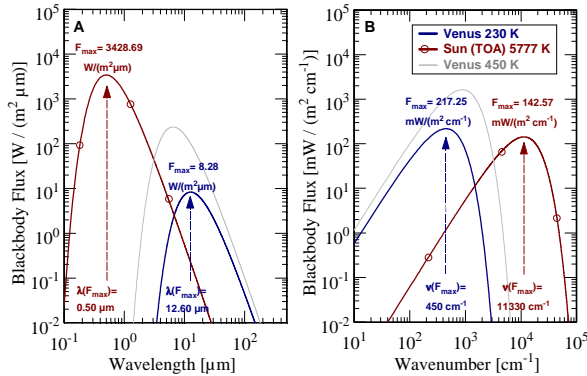 A
F_max = 3428.69
W/(m²µm)
F_max = 8.28
W/(m²µm)
λ(F_max)=
0.50 µm
λ(F_max)=
12.60 µm
Blackbody Flux [W / (m² µm)]
10⁵
10⁴
10³
10²
10¹
10⁰
10⁻¹
10⁻²
10⁻¹ 10⁰ 10¹ 10²
Wavelength [µm]
B
Venus 230 K
Sun (TOA) 5777 K
Venus 450 K
F_max = 217.25
mW/(m² cm⁻¹)
F_max = 142.57
mW/(m² cm⁻¹)
ν(F_max)=
450 cm⁻¹
ν(F_max)=
11330 cm⁻¹
Blackbody Flux [mW / (m² cm⁻¹)]
10⁵
10⁴
10³
10²
10¹
10⁰
10⁻¹
10⁻²
10¹ 10² 10³ 10⁴ 10⁵
Wavenumber [cm⁻¹]